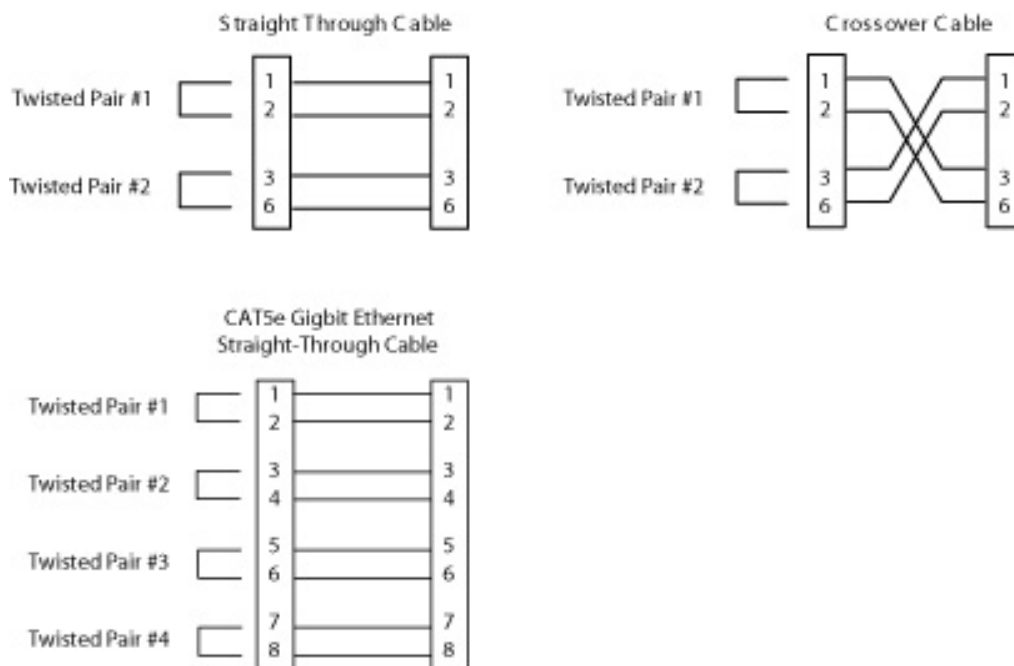 Straight Through Cable
Twisted Pair #1
1 1
2 2
Twisted Pair #2
3 3
6 6
Crossover Cable
Twisted Pair #1
1 1
2 2
Twisted Pair #2
3 3
6 6
CAT5e Gigbit Ethernet
Straight-Through Cable
Twisted Pair #1
1 1
2 2
Twisted Pair #2
3 3
4 4
Twisted Pair #3
5 5
6 6
Twisted Pair #4
7 7
8 8